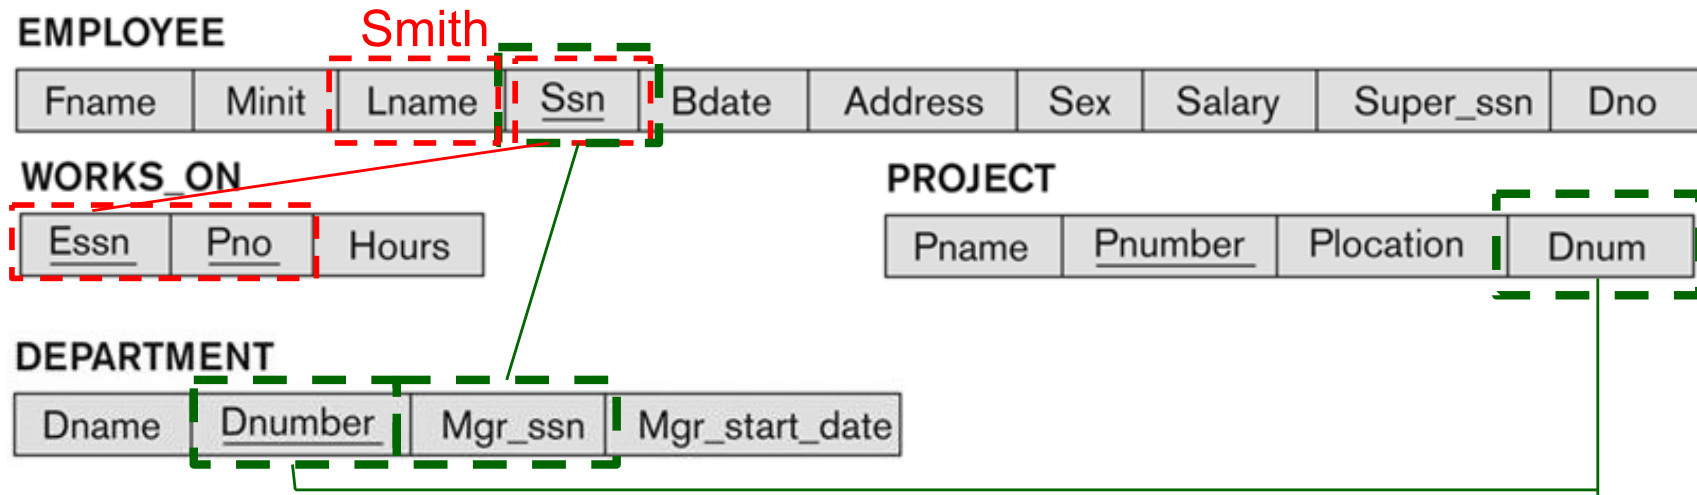 EMPLOYEE Smith
Fname Minit Lname Ssn Bdate Address Sex Salary Super_ssn Dno
WORKS_ON PROJECT
Essn Pno Hours Pname Pnumber Plocation Dnum
DEPARTMENT
Dname Dnumber Mgr_ssn Mgr_start_date